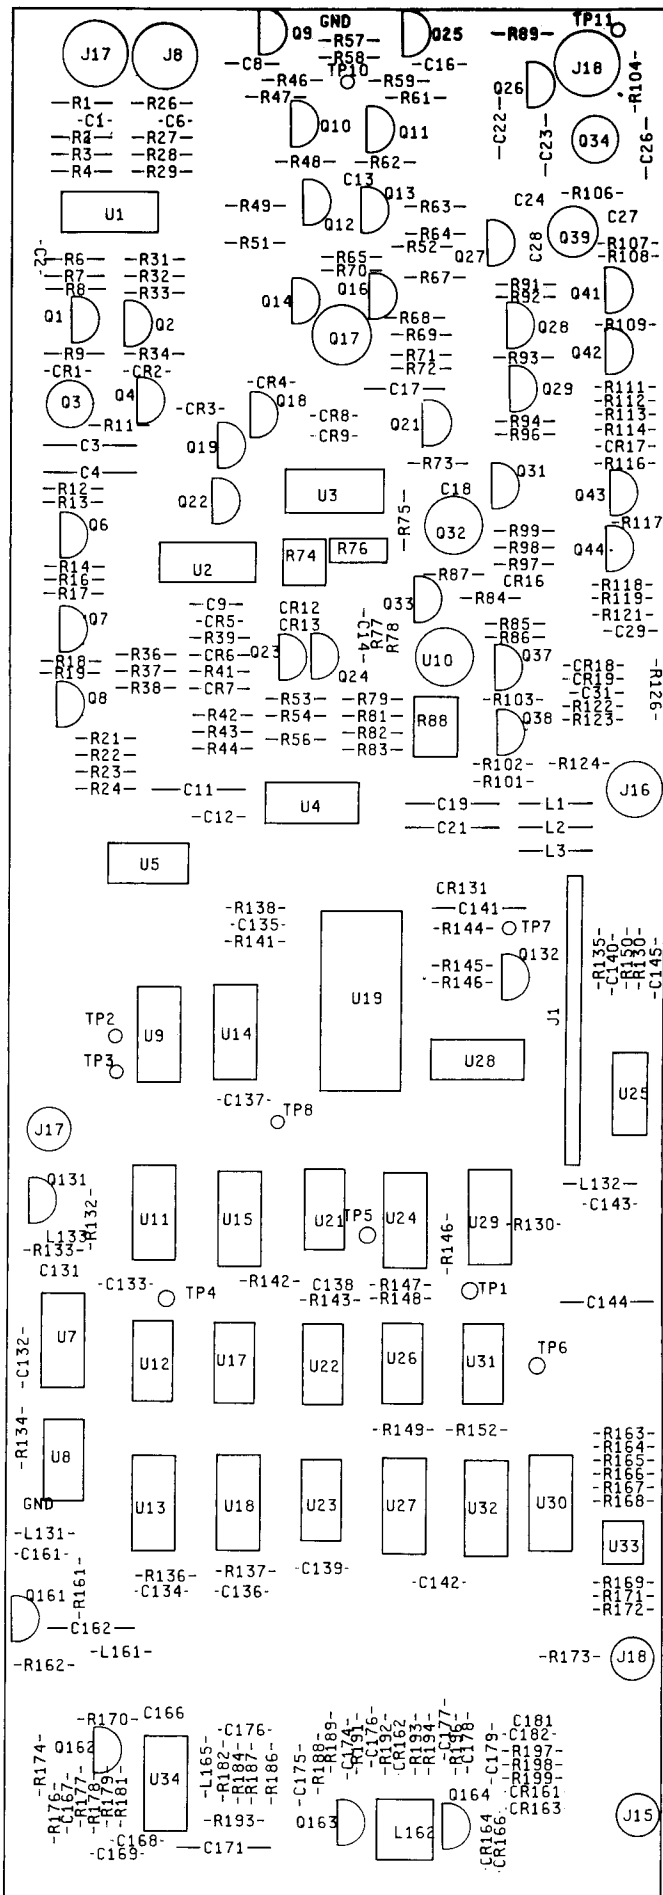 Q9 GND Q25 -R89- TP11
J17 J8 -R57- -R58- J18
-C8- TP10 -C16- -R104-
-R46- -R59- Q26
-R1- -R26- -R47- -R61-
-C1- -C6- Q10 Q11 -C22- -C23- Q34 -C26-
-R2- -R27-
-R3- -R28- -R48- -R62-
-R4- -R29- C13
U1 -R49- Q12 Q13 -R63- C24 -R106-
C27
-R51- -R64- Q27 C28 Q39 -R107-
-C2- -R6- -R31- -R65- -R52- -R108-
-R7- -R32- -R70- -R67- -R91- Q41
-R8- -R33- Q14 Q16 -R92-
Q1 Q2 Q17 -R68- Q28 -R109-
-R69- Q42
-R9- -R34- -R71- -R93-
-CR1- -CR2- -CR4- -R72-
Q3 Q4 -CR3- Q18 -CR8- -C17- Q29 -R111-
-R112-
-R11- -CR9- Q21 -R94- -R113-
-C3- Q19 -R96- -R114-
-CR17-
-C4- -R73- Q31 -R116-
-R12- Q22 U3 C18 Q43
-R13- Q6 -R75- Q32 -R99- -R117-
U2 R74 R76 -R98- Q44
-R14- -R97-
-R16- -R87- CR16 -R118-
-R17- -C9- CR12 Q33 -R84- -R119-
Q7 -CR5- CR13 -C14- R77 R78 -R85- -R121-
-R39- -R86- -C29-
-R18- -R36- -CR6- Q23 Q24 U10 Q37 -CR18-
-R19- -R37- -R41- -CR19- -R126-
Q8 -R38- -CR7- -R53- -R79- -R103- -C31-
-R42- -R54- -R81- R88 Q38 -R122-
-R21- -R43- -R56- -R82- -R123-
-R22- -R44- -R83- -R102- -R124-
-R23- -R101-
-R24- -C11- U4 -C19- -L1- J16
-C12- -C21- -L2-
U5 -L3-
CR131
-R138- -C141-
-C135- -R144- TP7
-R141- -R145- Q132 -R135- -C140- -R150- -R130- -C145-
-R146-
U19 J1
TP2 U9 U14
TP3 U28 U25
-C137- TP8
J17
Q131 -R132- U11 U15 U21 TP5 U24 -R146- U29 -R130- -L132-
-C143-
L133
-R133-
C131 -C133- -R142- C138 -R147- TP1
TP4 -R143- -R148- -C144-
-C132- U7 U12 U17 U22 U26 U31 TP6
-R134- -R149- -R152- -R163-
U8 -R164-
-R165-
-R166-
GND U13 U18 U23 U27 U32 U30 -R167-
-R168-
-L131- U33
-C161- -R136- -R137- -C139-
Q161 -R161- -C134- -C136- -C142- -R169-
-R171-
-C162- -R172-
-R162- -L161- -R173- J18
-R170- C166
-R174- Q162 U34 -C176- -R189- -C174- -R191- -C176- -R192- CR162 -R193- -R194- -C177- -R196- -C178- C181
-C182-
-R176- -C167- -R177- -R178- -R179- -R181- -L165- -R182- -R184- -R187- -R186- -C175- -R188- -C179- -R197-
-R198-
-R199-
-C168- -R193- Q163 L162 Q164 -CR161-
-C169- -C171- -CR164- -CR166- -CR163- J15